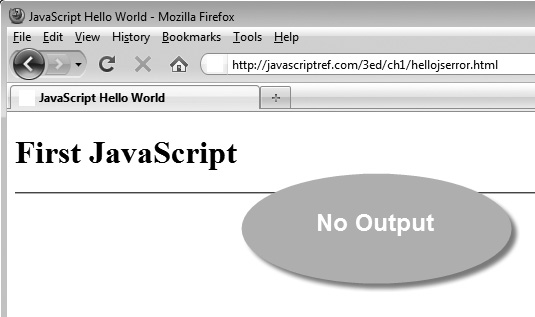 JavaScript Hello World - Mozilla Firefox
File Edit View History Bookmarks Tools Help
http://javascriptref.com/3ed/ch1/hellojserror.html
JavaScript Hello World
First JavaScript
No Output